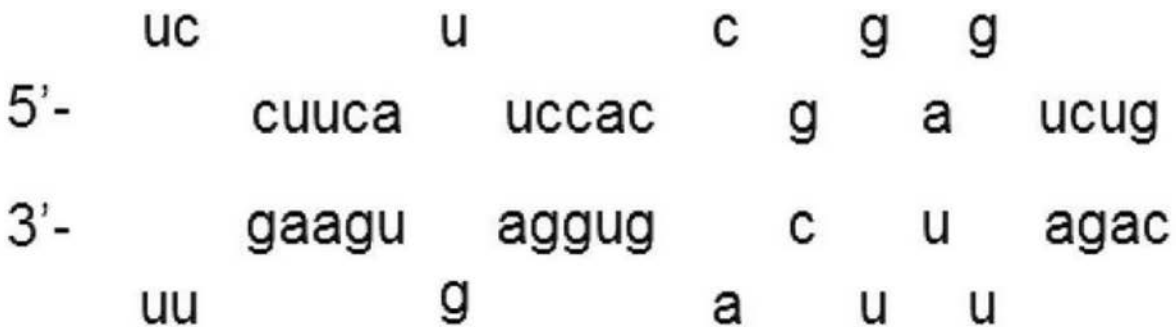 uc u c g g
5’- cuuca uccac g a ucug
3’- gaagu aggug c u agac
uu g a u u